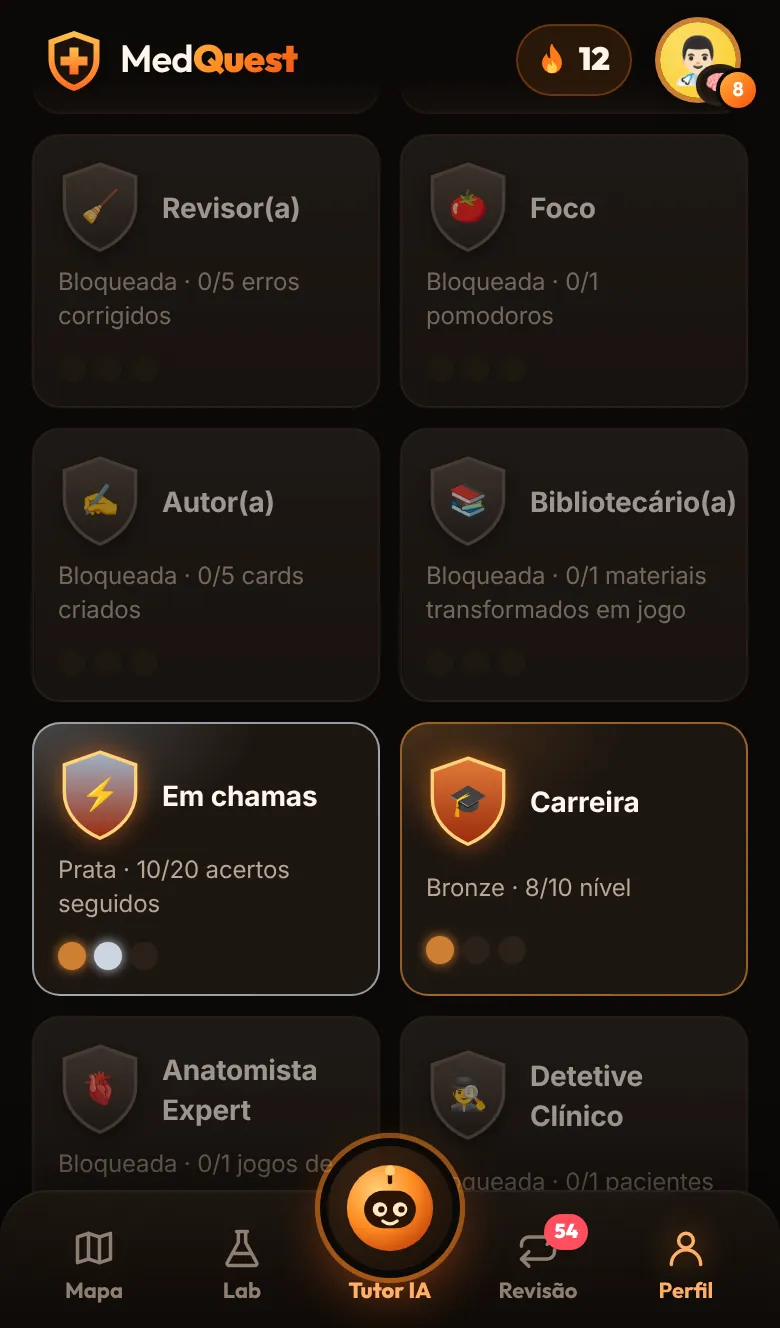 MedQuest
12
8
Revisor(a)
Bloqueada · 0/5 erros
corrigidos
Foco
Bloqueada · 0/1
pomodoros
Autor(a)
Bloqueada · 0/5 cards
criados
Bibliotecário(a)
Bloqueada · 0/1 materiais
transformados em jogo
Em chamas
Prata · 10/20 acertos
seguidos
Carreira
Bronze · 8/10 nível
Anatomista
Expert
Bloqueada · 0/1 jogos de
Detetive
Clínico
queada · 0/1 pacientes
Mapa
Lab
Tutor IA
54
Revisão
Perfil